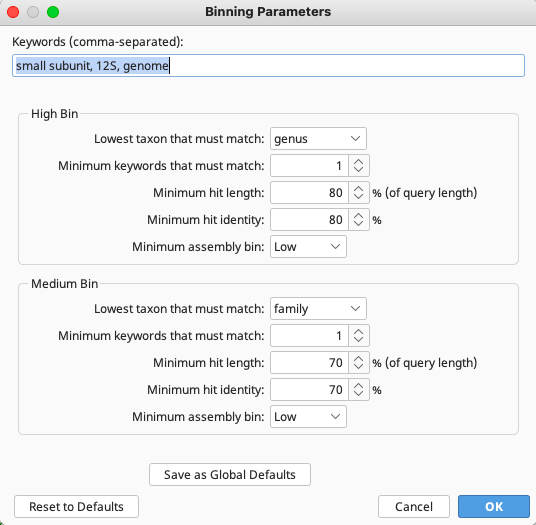 Binning Parameters
Keywords (comma-separated):
small subunit, 12S, genome
High Bin
Lowest taxon that must match: genus
Minimum keywords that must match: 1
Minimum hit length: 80 % (of query length)
Minimum hit identity: 80 %
Minimum assembly bin: Low
Medium Bin
Lowest taxon that must match: family
Minimum keywords that must match: 1
Minimum hit length: 70 % (of query length)
Minimum hit identity: 70 %
Minimum assembly bin: Low
Save as Global Defaults
Reset to Defaults Cancel OK